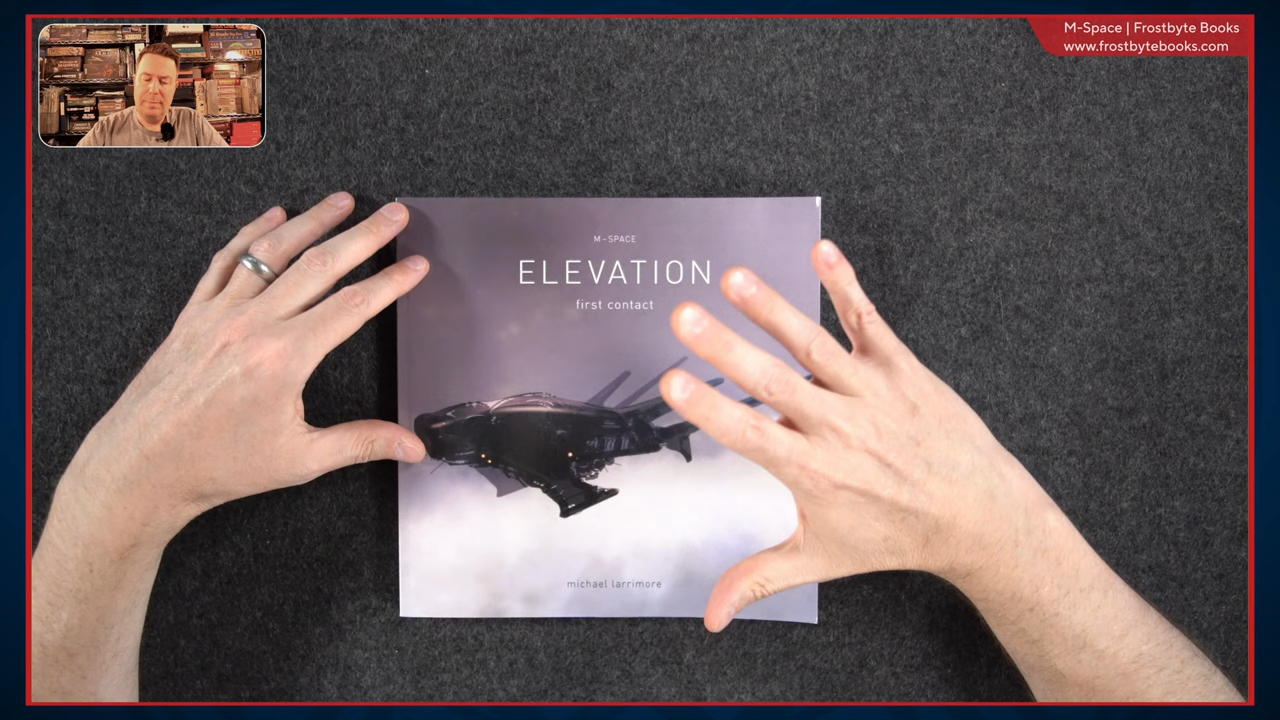 M-Space | Frostbyte Books
www.frostbytebooks.com
M-SPACE
ELEVATION
first contact
michael larrimore